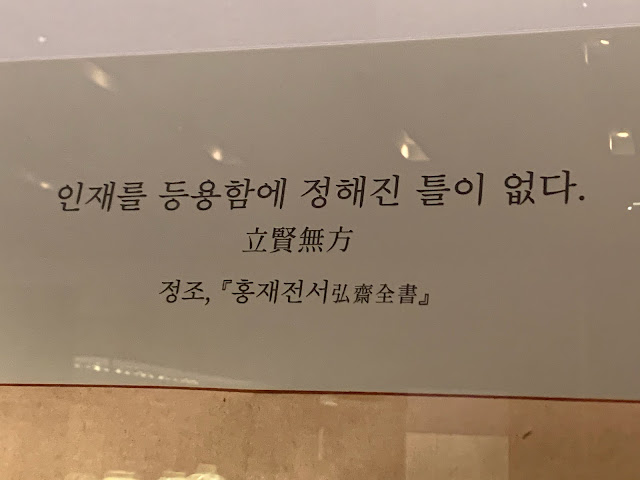 인재를 등용함에 정해진 틀이 없다.
立賢無方
정조, 『홍재전서弘齋全書』